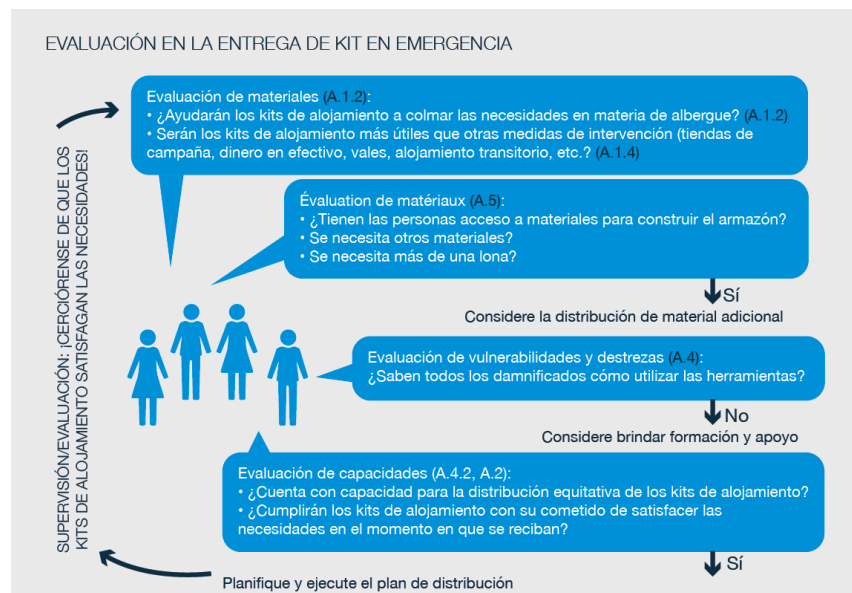 EVALUACIÓN EN LA ENTREGA DE KIT EN EMERGENCIA
Evaluación de materiales (A.1.2):
• ¿Ayudarán los kits de alojamiento a colmar las necesidades en materia de albergue? (A.1.2)
• Serán los kits de alojamiento más útiles que otras medidas de intervención (tiendas de
campaña, dinero en efectivo, vales, alojamiento transitorio, etc.? (A.1.4)
Évaluation de matériaux (A.5):
• ¿Tienen las personas acceso a materiales para construir el armazón?
• Se necesita otros materiales?
• Se necesita más de una lona?
Sí
Considere la distribución de material adicional
Evaluación de vulnerabilidades y destrezas (A.4):
¿Saben todos los damnificados cómo utilizar las herramientas?
No
Considere brindar formación y apoyo
Evaluación de capacidades (A.4.2, A.2):
• ¿Cuenta con capacidad para la distribución equitativa de los kits de alojamiento?
• ¿Cumplirán los kits de alojamiento con su cometido de satisfacer las
necesidades en el momento en que se reciban?
Sí
Planifique y ejecute el plan de distribución
SUPERVISIÓN/EVALUACIÓN: ¡CERCIÓRENSE DE QUE LOS
KITS DE ALOJAMIENTO SATISFAGAN LAS NECESIDADES!